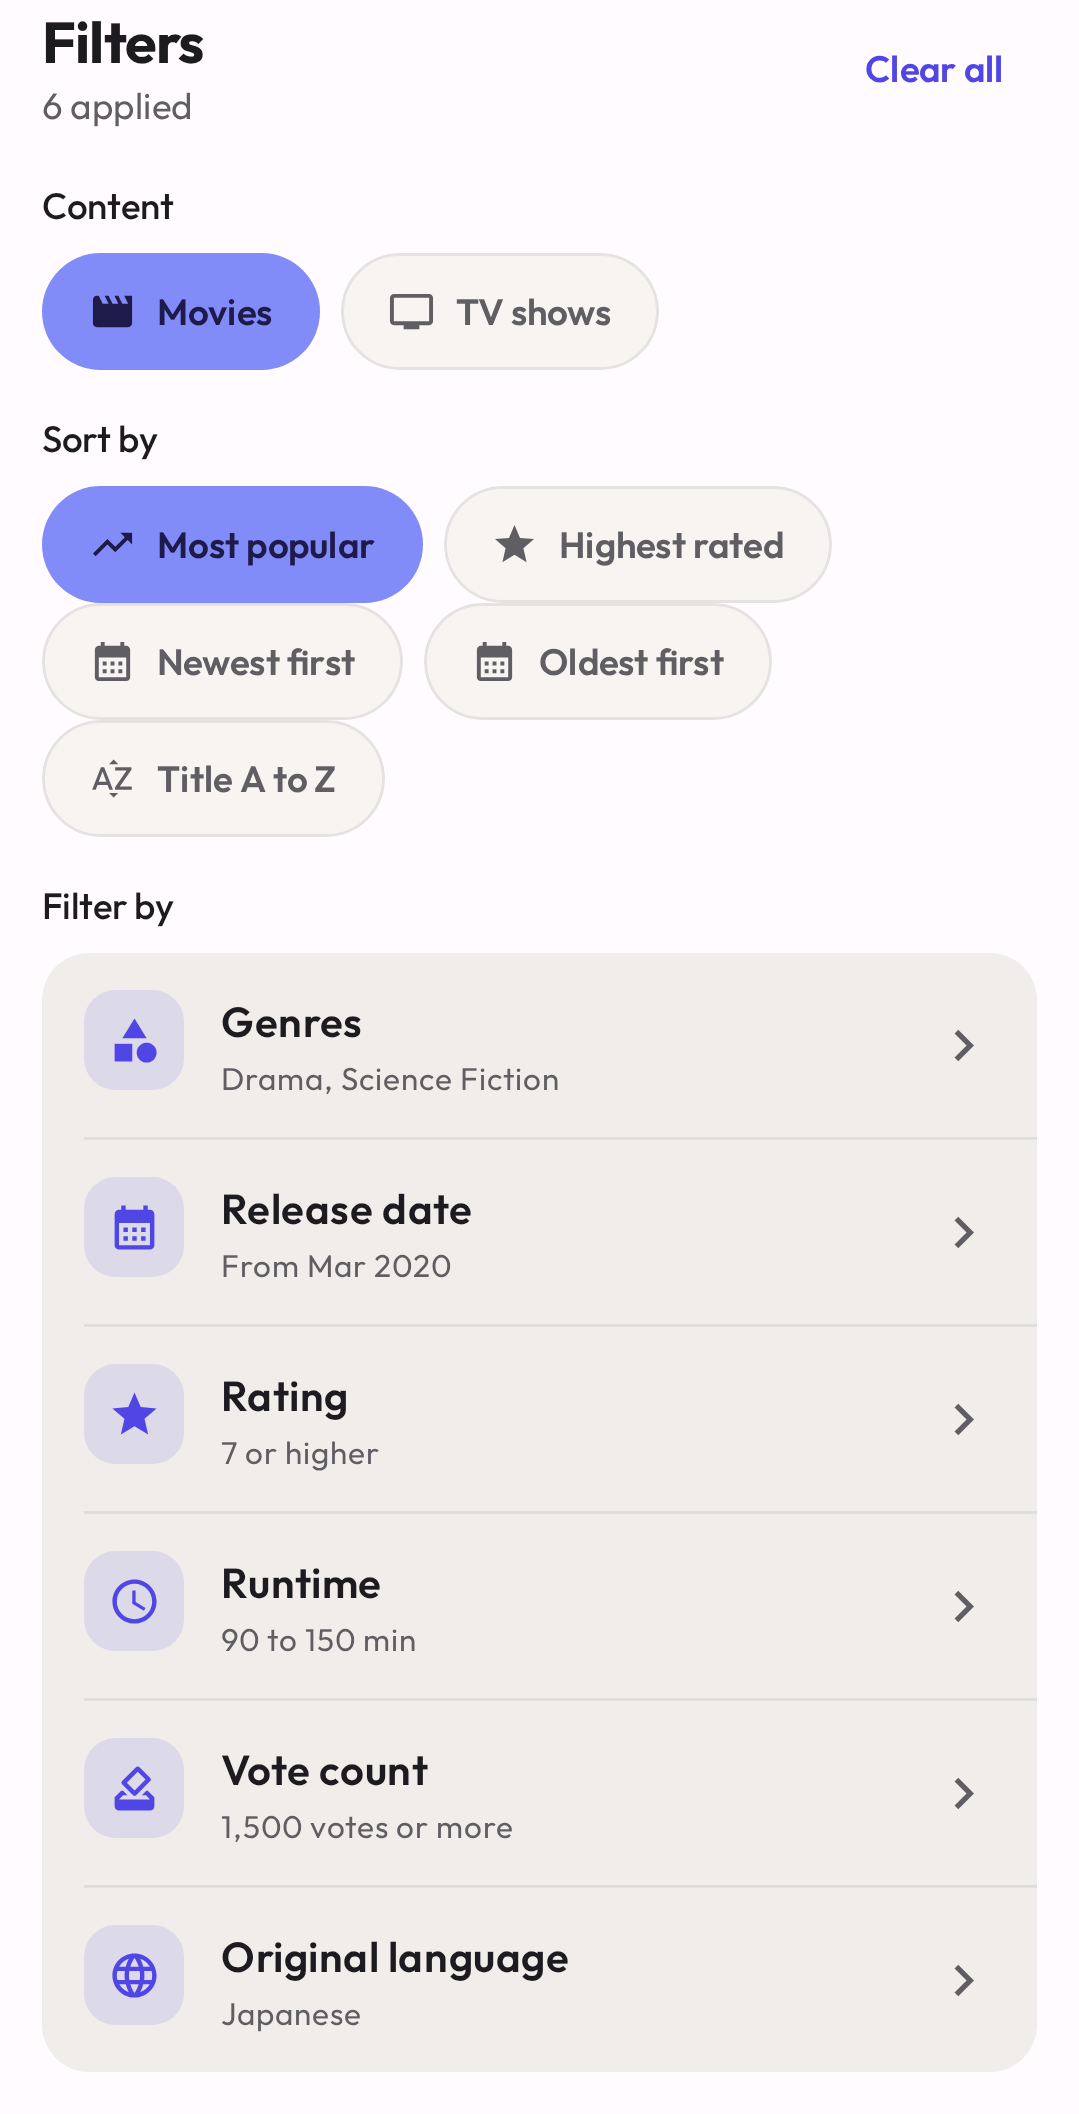 Filters
Clear all
6 applied
Content
Movies
TV shows
Sort by
Most popular
Highest rated
Newest first
Oldest first
AZ
Title A to Z
Filter by
Genres
Drama, Science Fiction
Release date
From Mar 2020
Rating
7 or higher
Runtime
90 to 150 min
Vote count
1,500 votes or more
Original language
Japanese